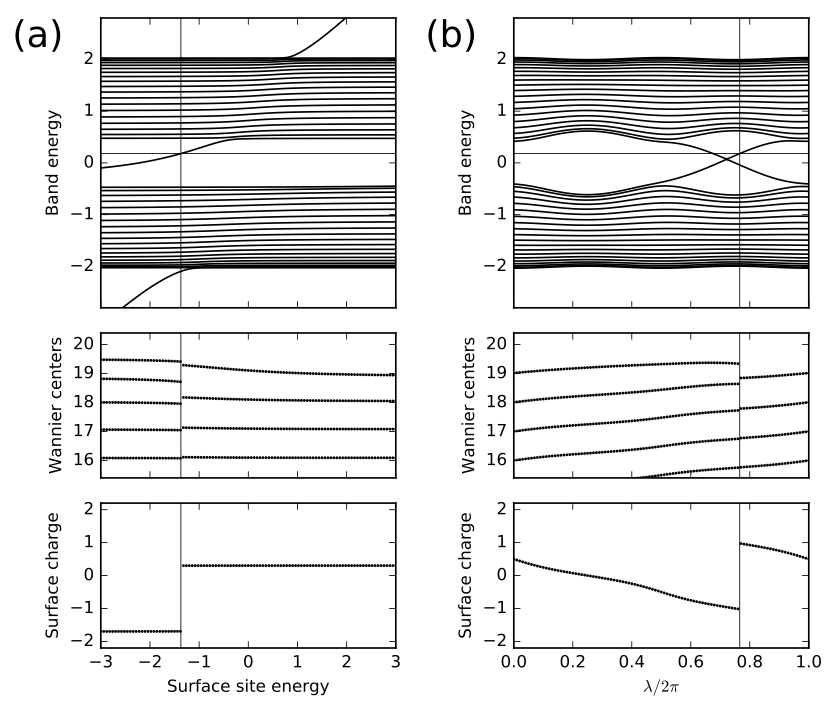 (a)
Band energy
2
1
0
−1
−2
Wannier centers
20
19
18
17
16
Surface charge
2
1
0
−1
−2
−3 −2 −1 0 1 2 3
Surface site energy
(b)
Band energy
2
1
0
−1
−2
Wannier centers
20
19
18
17
16
Surface charge
2
1
0
−1
−2
0.0 0.2 0.4 0.6 0.8 1.0
λ/2π